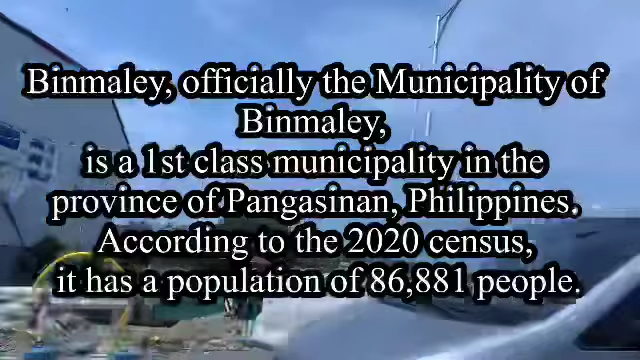 Binmaley, officially the Municipality of
Binmaley,
is a 1st class municipality in the
province of Pangasinan, Philippines.
According to the 2020 census,
it has a population of 86,881 people.